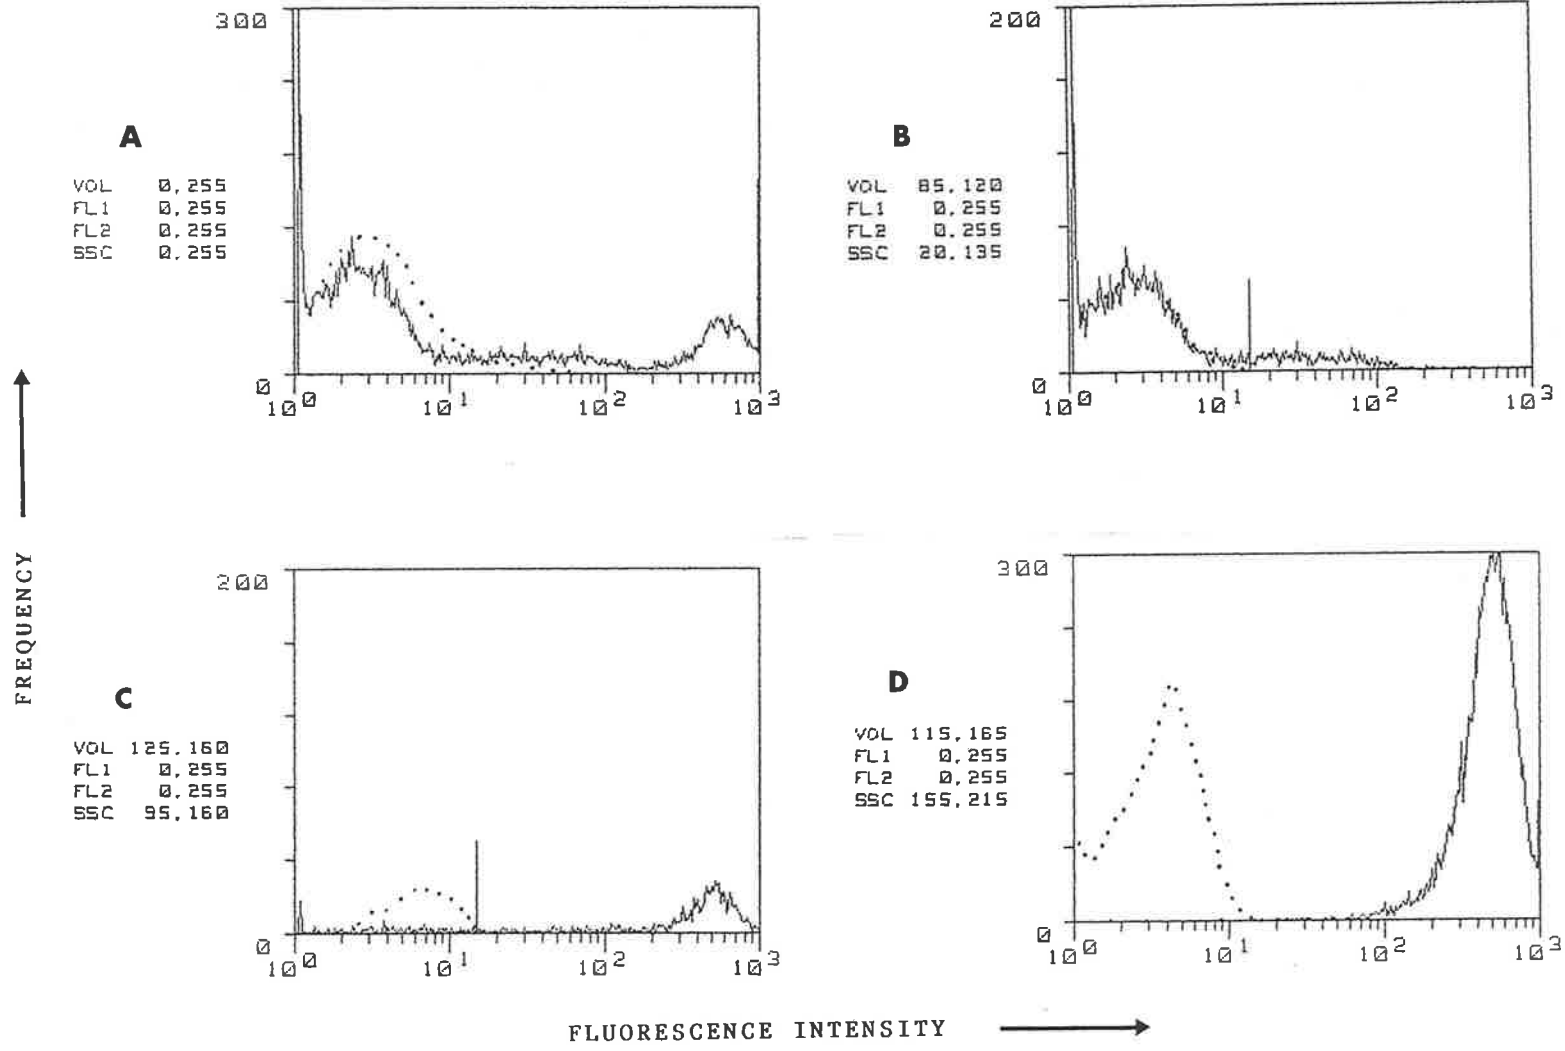 300
A
VOL 0,255
FL1 0,255
FL2 0,255
SSC 0,255
0
10^0 10^1 10^2 10^3
200
B
VOL 85,120
FL1 0,255
FL2 0,255
SSC 20,135
0
10^0 10^1 10^2 10^3
200
C
VOL 125,160
FL1 0,255
FL2 0,255
SSC 95,160
0
10^0 10^1 10^2 10^3
300
D
VOL 115,165
FL1 0,255
FL2 0,255
SSC 155,215
0
10^0 10^1 10^2 10^3
FREQUENCY
FLUORESCENCE INTENSITY